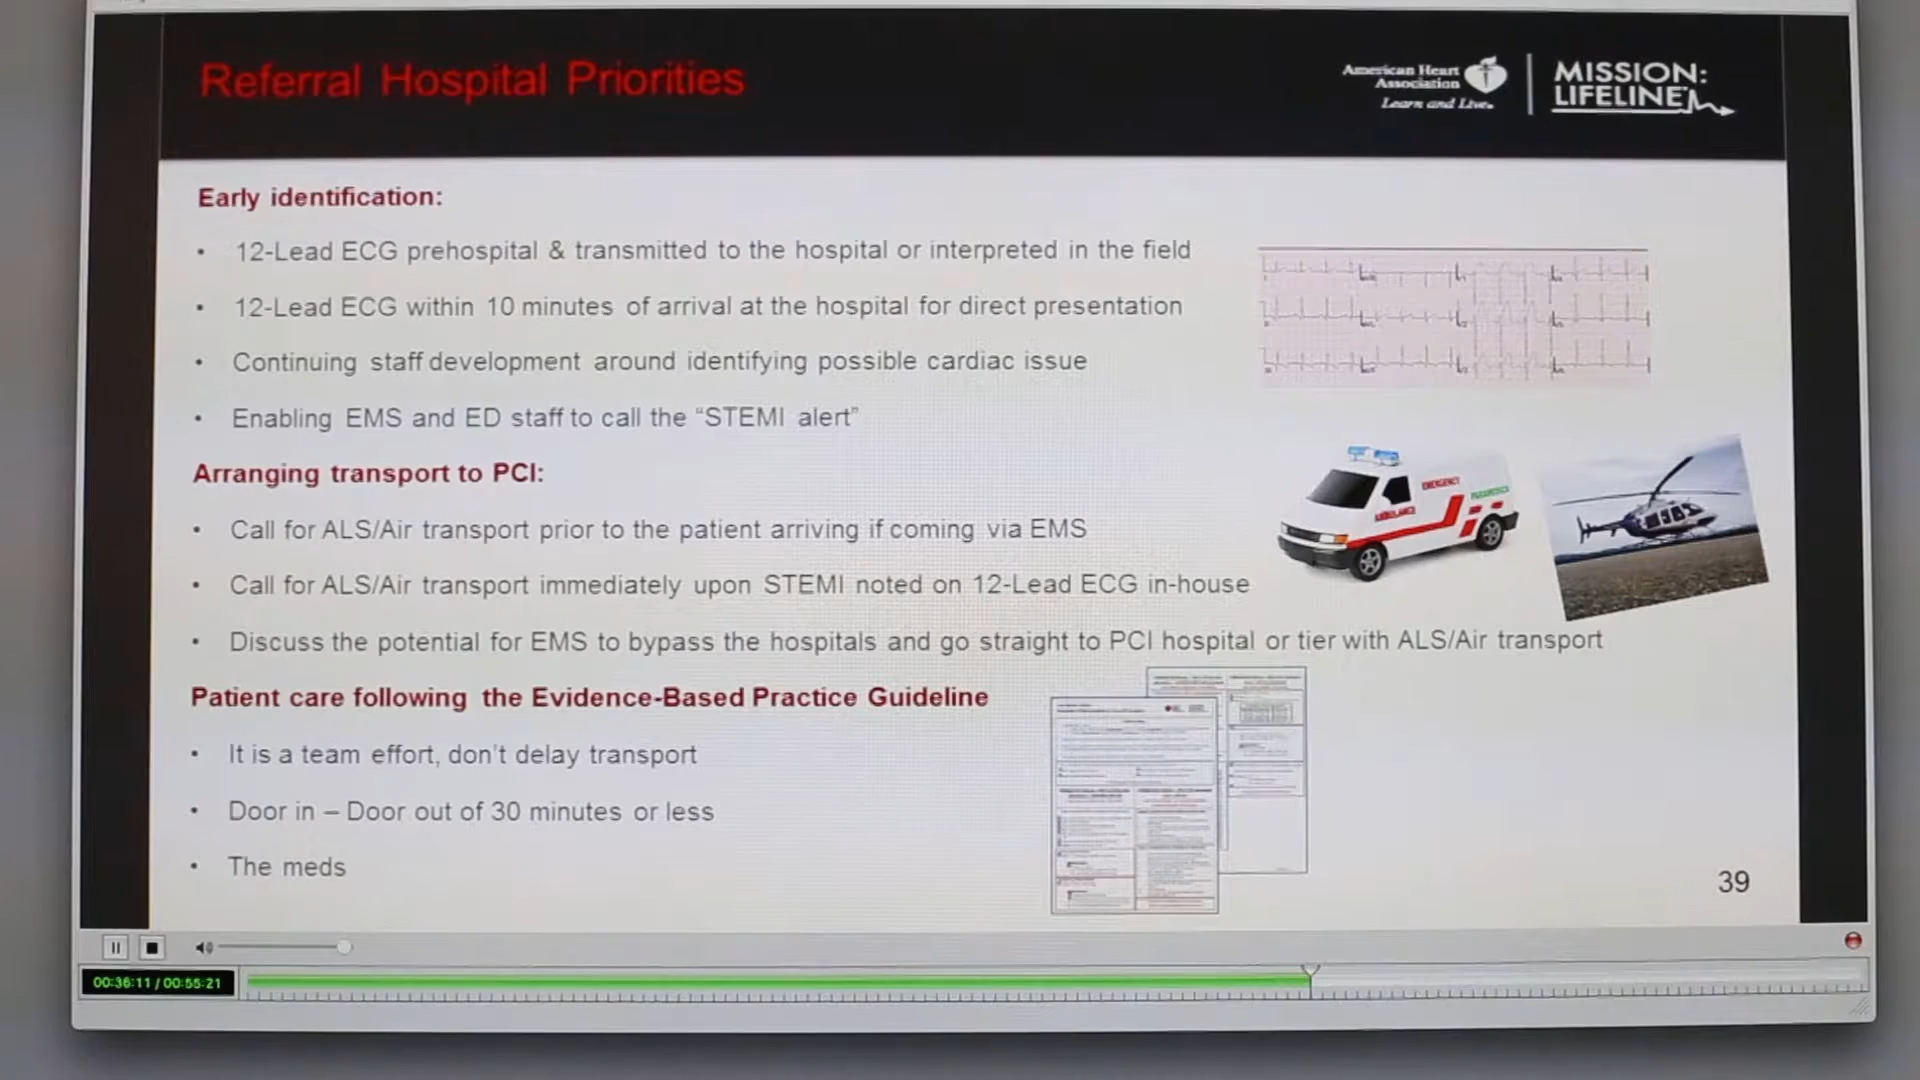 Referral Hospital Priorities
American Heart
Association
Learn and Live
MISSION:
LIFELINE
Early identification:
• 12-Lead ECG prehospital & transmitted to the hospital or interpreted in the field
• 12-Lead ECG within 10 minutes of arrival at the hospital for direct presentation
• Continuing staff development around identifying possible cardiac issue
• Enabling EMS and ED staff to call the “STEMI alert”
Arranging transport to PCI:
EMERGENCY
PARAMEDICS
AMBULANCE
• Call for ALS/Air transport prior to the patient arriving if coming via EMS
• Call for ALS/Air transport immediately upon STEMI noted on 12-Lead ECG in-house
• Discuss the potential for EMS to bypass the hospitals and go straight to PCI hospital or tier with ALS/Air transport
Patient care following the Evidence-Based Practice Guideline
• It is a team effort, don’t delay transport
• Door in – Door out of 30 minutes or less
• The meds
39
00:36:11 / 00:55:21